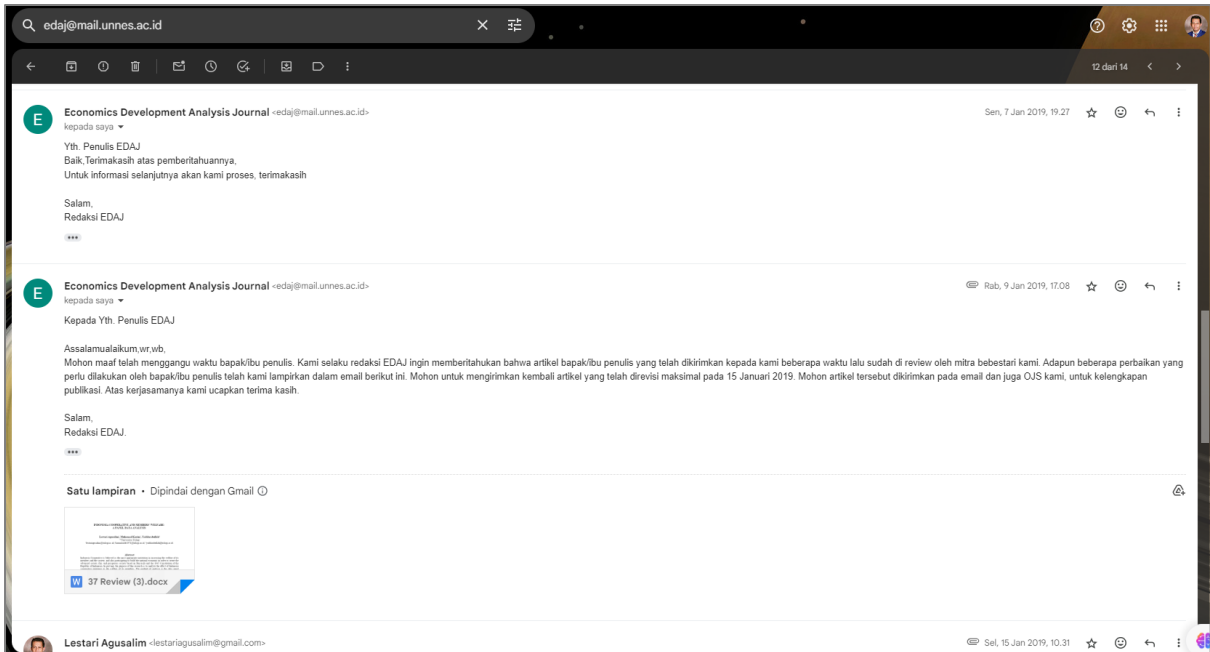 edaj@mail.unnes.ac.id
12 dari 14
E
Economics Development Analysis Journal <edaj@mail.unnes.ac.id>
Sen, 7 Jan 2019, 19.27
kepada saya
Yth. Penulis EDAJ
Baik,Terimakasih atas pemberitahuannya,
Untuk informasi selanjutnya akan kami proses, terimakasih
Salam,
Redaksi EDAJ
E
Economics Development Analysis Journal <edaj@mail.unnes.ac.id>
Rab, 9 Jan 2019, 17.08
kepada saya
Kepada Yth. Penulis EDAJ
Assalamualaikum,wr,wb,
Mohon maaf telah menggangu waktu bapak/ibu penulis. Kami selaku redaksi EDAJ ingin memberitahukan bahwa artikel bapak/ibu penulis yang telah dikirimkan kepada kami beberapa waktu lalu sudah di review oleh mitra bebestari kami. Adapun beberapa perbaikan yang
perlu dilakukan oleh bapak/ibu penulis telah kami lampirkan dalam email berikut ini. Mohon untuk mengirimkan kembali artikel yang telah direvisi maksimal pada 15 Januari 2019. Mohon artikel tersebut dikirimkan pada email dan juga OJS kami, untuk kelengkapan
publikasi. Atas kerjasamanya kami ucapkan terima kasih.
Salam,
Redaksi EDAJ.
Satu lampiran • Dipindai dengan Gmail
W 37 Review (3).docx
Lestari Agusalim <lestariagusalim@gmail.com>
Sel, 15 Jan 2019, 10.31